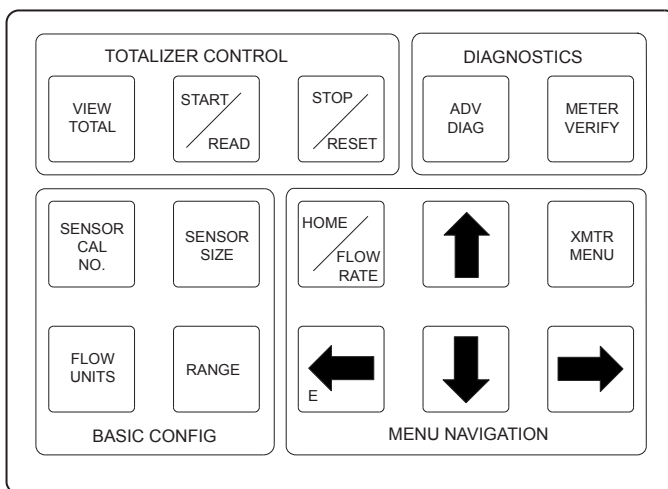 TOTALIZER CONTROL
VIEW
TOTAL
START
READ
STOP
RESET
DIAGNOSTICS
ADV
DIAG
METER
VERIFY
SENSOR
CAL
NO.
SENSOR
SIZE
FLOW
UNITS
RANGE
BASIC CONFIG
HOME
FLOW
RATE
XMTR
MENU
E
MENU NAVIGATION